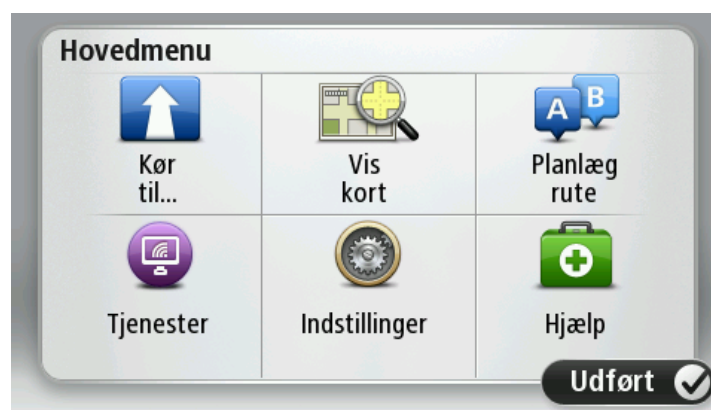 Hovedmenu
Kør
til...
Vis
kort
A B
Planlæg
rute
Tjenester
Indstillinger
Hjælp
Udført